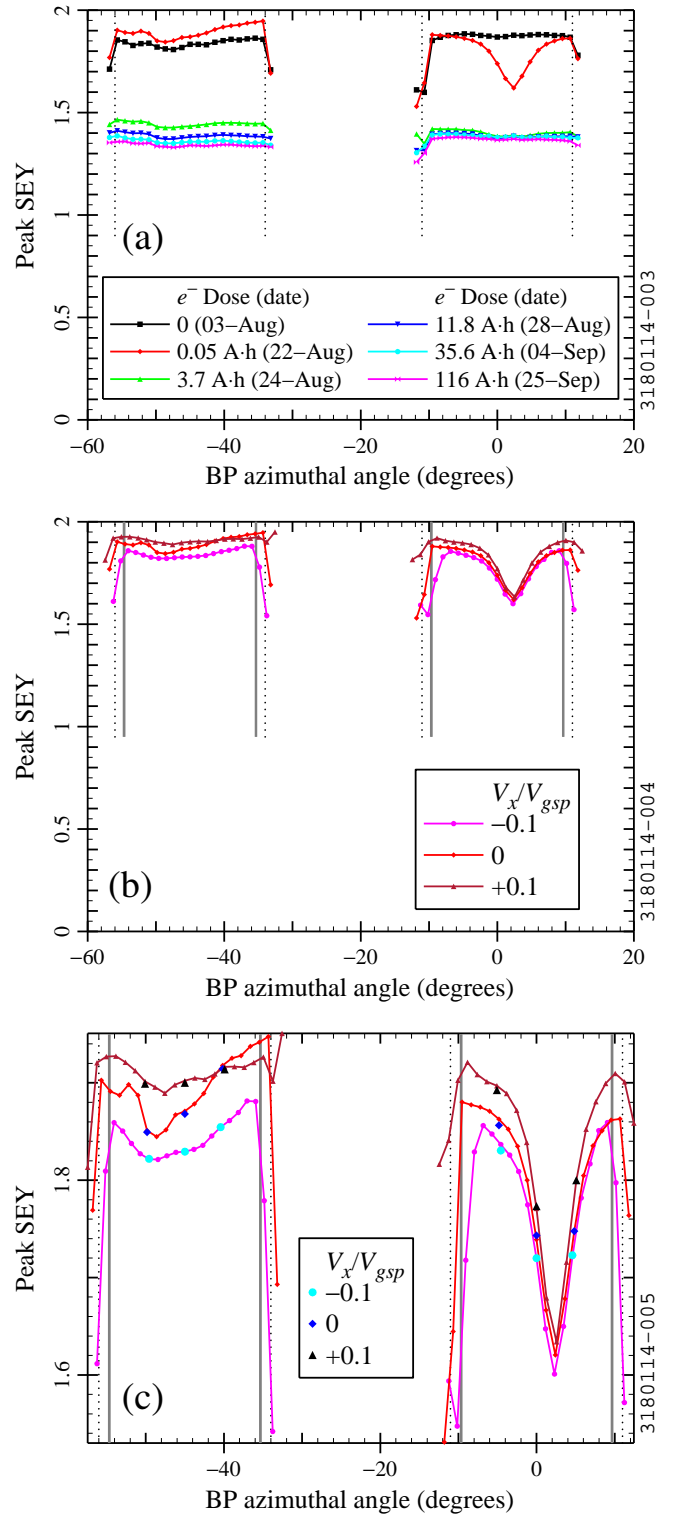 2
1.5
1
0.5
0
Peak SEY
(a)
e− Dose (date)
0 (03−Aug)
0.05 A·h (22−Aug)
3.7 A·h (24−Aug)
e− Dose (date)
11.8 A·h (28−Aug)
35.6 A·h (04−Sep)
116 A·h (25−Sep)
3180114−003
−60
−40
−20
0
20
BP azimuthal angle (degrees)
2
1.5
1
0.5
0
Peak SEY
(b)
Vx/Vgsp
−0.1
0
+0.1
3180114−004
−60
−40
−20
0
20
BP azimuthal angle (degrees)
1.8
1.6
Peak SEY
(c)
Vx/Vgsp
−0.1
0
+0.1
3180114−005
−40
−20
0
BP azimuthal angle (degrees)